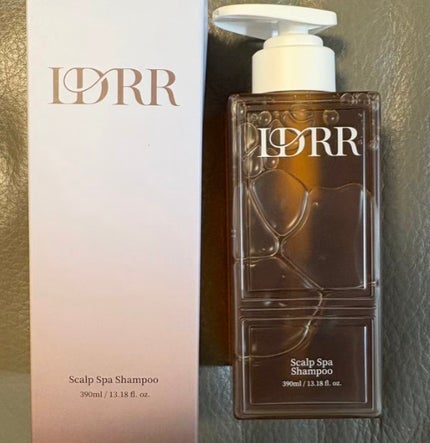 LDRR
Scalp Spa Shampoo
390ml / 13.18 fl. oz.
LDRR
Scalp Spa
Shampoo
390ml / 13.18 fl. oz.